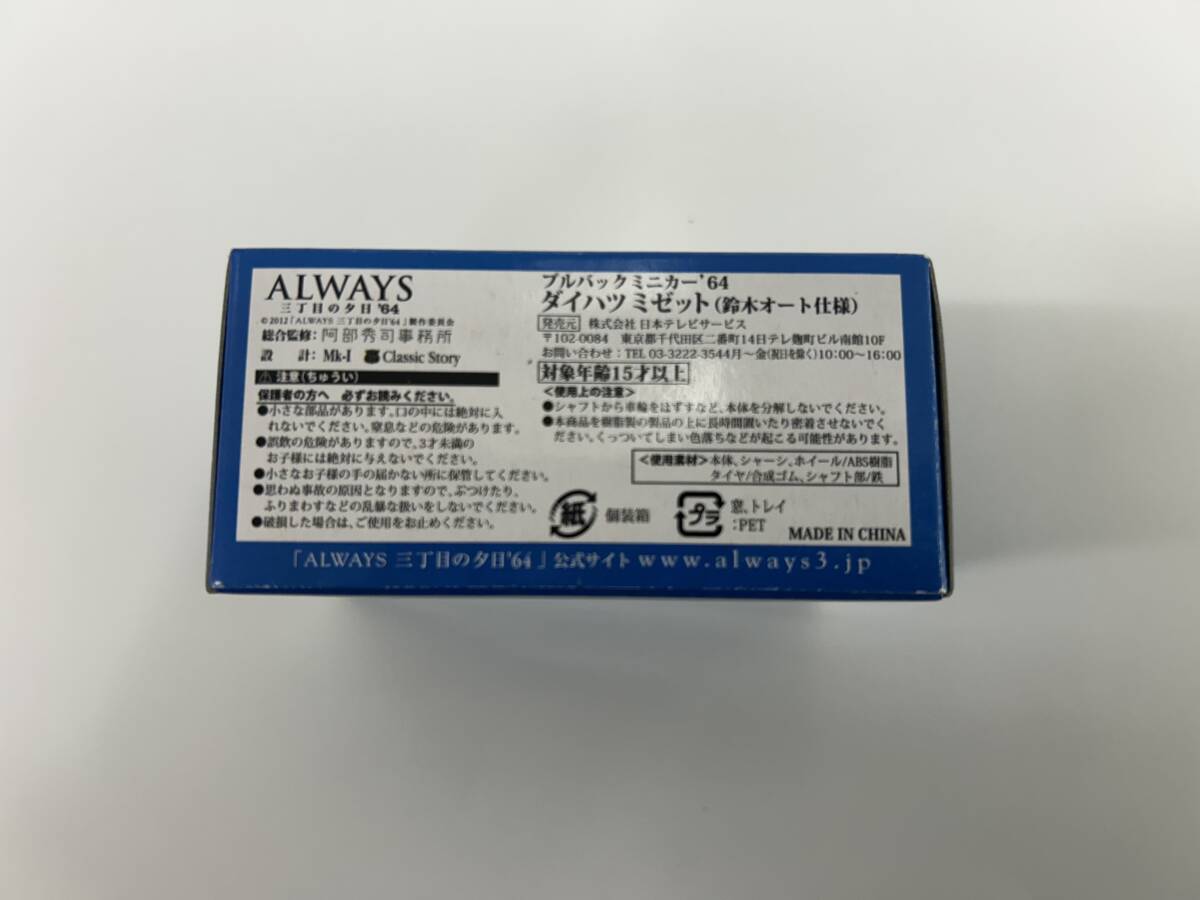 ALWAYS
三丁目の夕日'64
©2012「ALWAYS 三丁目の夕日'64」製作委員会
総合監修:阿部秀司事務所
設 計:Mk-I Classic Story
⚠注意(ちゅうい)
保護者の方へ 必ずお読みください。
●小さな部品があります。口の中には絶対に入
れないでください。窒息などの危険があります。
●誤飲の危険がありますので、3才未満の
お子様には絶対に与えないでください。
●小さなお子様の手の届かない所に保管してください。
●思わぬ事故の原因となりますので、ぶつけたり、
ふりまわすなどの乱暴な扱いをしないでください。
●破損した場合は、ご使用をお止めください。
プルバックミニカー'64
ダイハツ ミゼット(鈴木オート仕様)
発売元 株式会社 日本テレビサービス
〒102-0084 東京都千代田区二番町14日テレ麹町ビル南館10F
お問い合わせ:TEL 03-3222-3544月~金(祝日を除く)10:00~16:00
対象年齢15才以上
<使用上の注意>
●シャフトから車輪をはずすなど、本体を分解しないでください。
●本商品を樹脂製の製品の上に長時間置いたり密着させないでく
ださい。くっついてしまい色落ちなどが起こる可能性があります。
<使用素材>本体、シャーシ、ホイール/ABS樹脂
タイヤ/合成ゴム、シャフト部/鉄
紙 個装箱
プラ 窓、トレイ
:PET
MADE IN CHINA
「ALWAYS 三丁目の夕日'64」公式サイト www.always3.jp